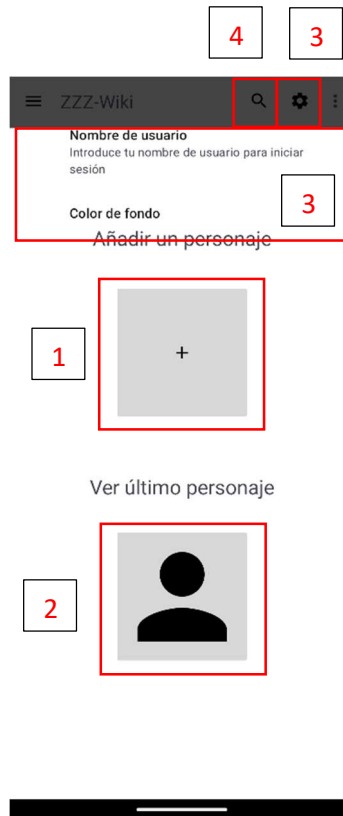 4 3
ZZZ-Wiki
Nombre de usuario
Introduce tu nombre de usuario para iniciar
sesión
3
Color de fondo
Añadir un personaje
1
+
Ver último personaje
2